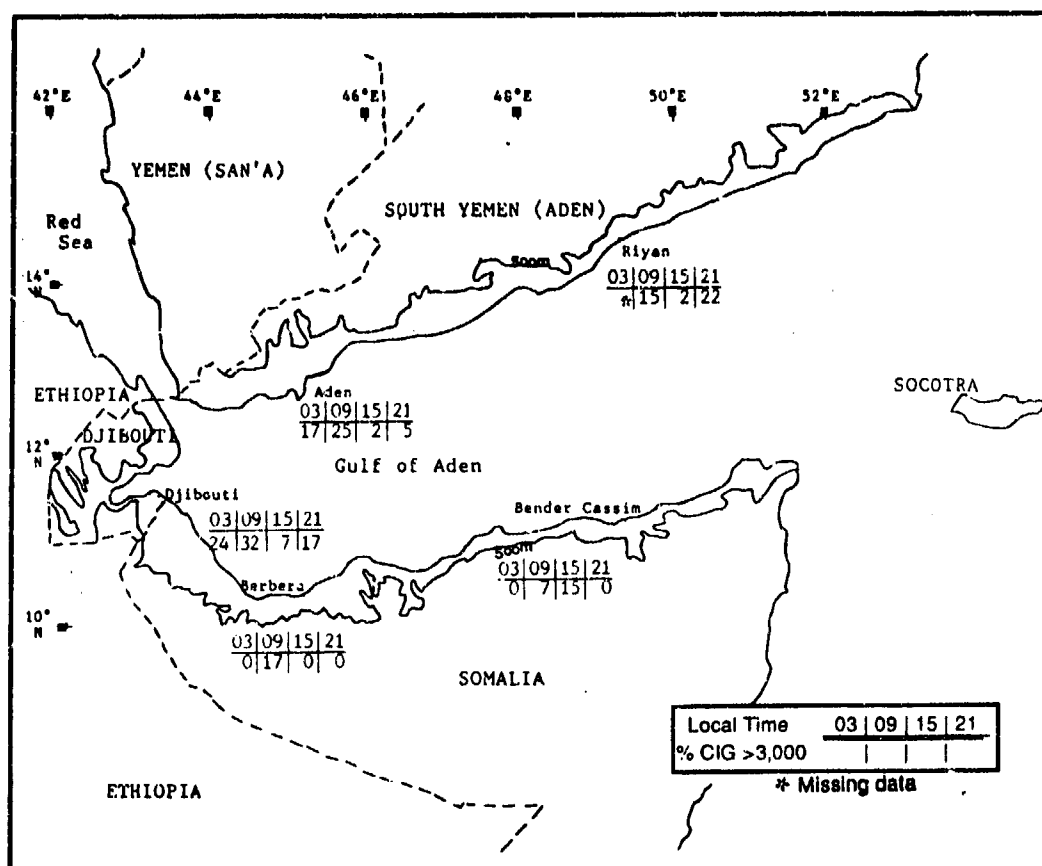 42°E 44°E 46°E 48°E 50°E 52°E
YEMEN (SAN'A)
Red
Sea
SOUTH YEMEN (ADEN)
Riyan
14°
N
03|09|15|21
15| 2|22
ETHIOPIA
Aden
SOCOTRA
03|09|15|21
17|25| 2| 5
DJIBOUTI
12°
N
Gulf of Aden
Djibouti
Bender Cassim
03|09|15|21
24|32| 7|17
03|09|15|21
0| 7|15| 0
Berbera
10°
N
03|09|15|21
0|17| 0| 0
SOMALIA
Local Time 03 | 09 | 15 | 21
% CIG >3,000
* Missing data
ETHIOPIA